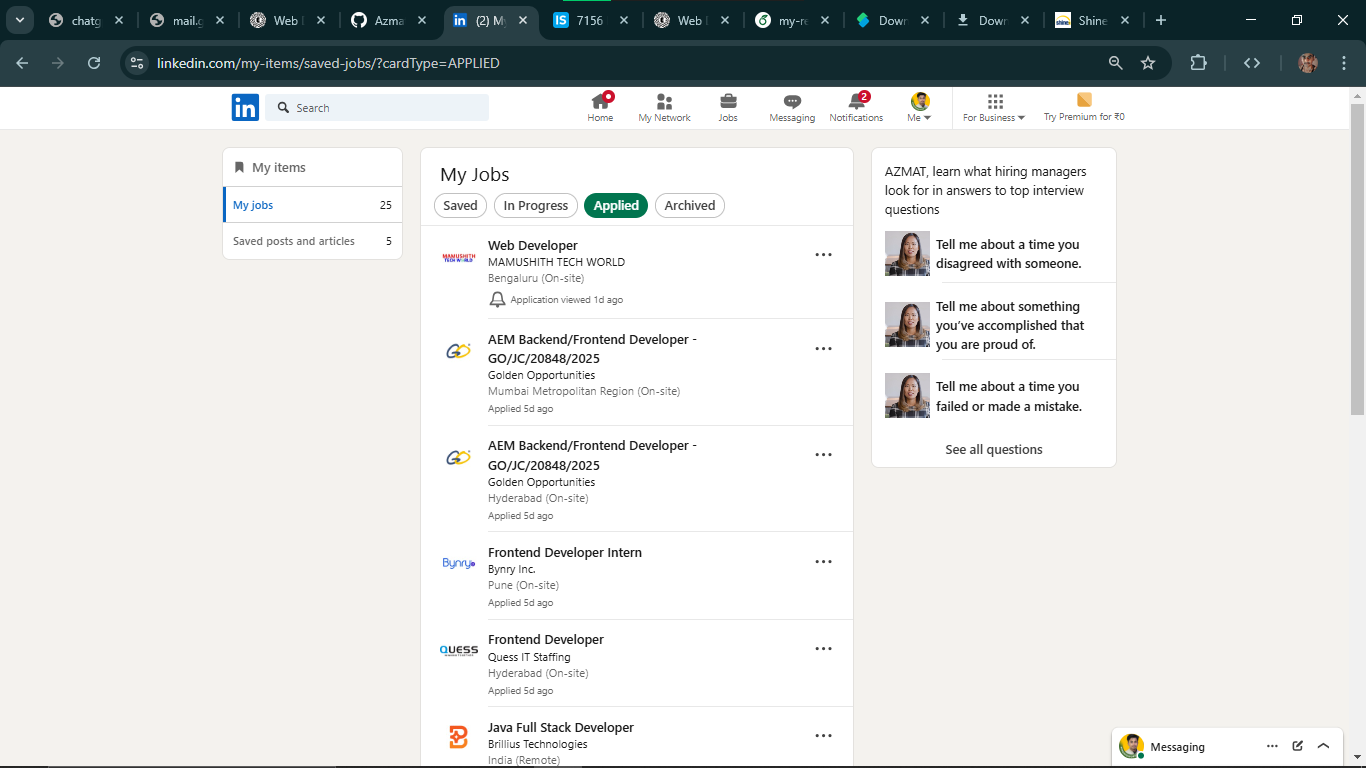 chatg
mail.g
Web
Azma
(2) My
7156
Web
my-re
Down
Down
Shine
linkedin.com/my-items/saved-jobs/?cardType=APPLIED
in
Search
Home
My Network
Jobs
Messaging
2
Notifications
Me
For Business
Try Premium for ₹0
My items
My jobs 25
Saved posts and articles 5
My Jobs
Saved
In Progress
Applied
Archived
MAMUSHITH
TECH WORLD
Web Developer
MAMUSHITH TECH WORLD
Bengaluru (On-site)
Application viewed 1d ago
GO
AEM Backend/Frontend Developer -
GO/JC/20848/2025
Golden Opportunities
Mumbai Metropolitan Region (On-site)
Applied 5d ago
GO
AEM Backend/Frontend Developer -
GO/JC/20848/2025
Golden Opportunities
Hyderabad (On-site)
Applied 5d ago
Bynry
Frontend Developer Intern
Bynry Inc.
Pune (On-site)
Applied 5d ago
QUESS
Frontend Developer
Quess IT Staffing
Hyderabad (On-site)
Applied 5d ago
Java Full Stack Developer
Brillius Technologies
India (Remote)
AZMAT, learn what hiring managers
look for in answers to top interview
questions
Tell me about a time you
disagreed with someone.
Tell me about something
you've accomplished that
you are proud of.
Tell me about a time you
failed or made a mistake.
See all questions
Messaging